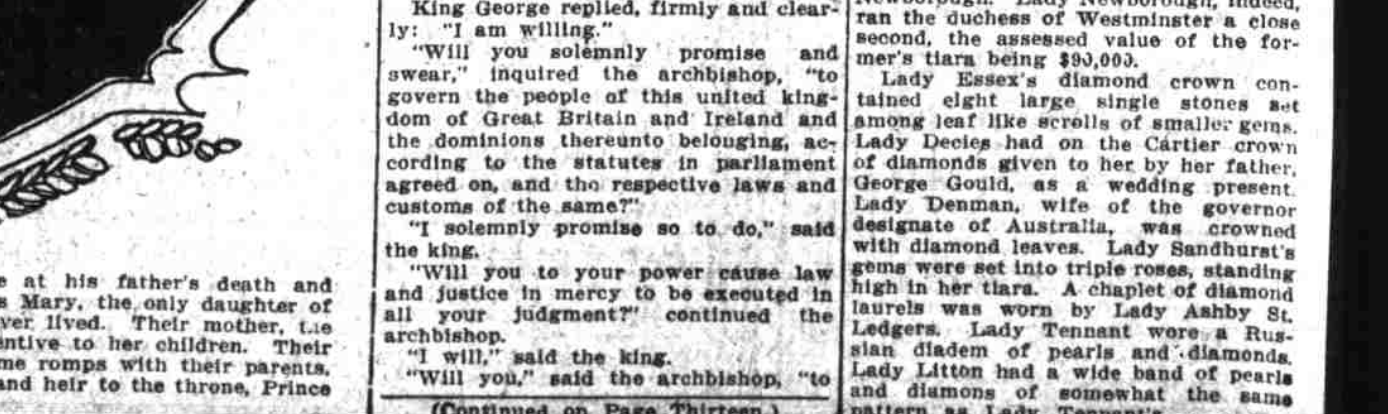 at his father's death and
Mary, the only daughter of
lived. Their mother, the
to her children. Their
romps with their parents.
and heir to the throne, Prince
King George replied, firmly and clear-
ly: "I am willing."
"Will you solemnly promise and
swear," inquired the archbishop, "to
govern the people of this united king-
dom of Great Britain and Ireland and
the dominions thereunto belouging, ac-
cording to the statutes in parliament
agreed on, and the respective laws and
customs of the same?"
"I solemnly promise so to do," said
the king.
"Will you to your power cause law
and justice in mercy to be executed in
all your judgment?" continued the
archbishop.
"I will," said the king.
"Will you," said the archbishop, "to
(Continued on Page Thirteen.)
Newborough. Lady Newborough, indeed,
ran the duchess of Westminster a close
second, the assessed value of the for-
mer's tiara being $90,000.
Lady Essex's diamond crown con-
tained eight large single stones set
among leaf like scrolls of smaller gems.
Lady Decies had on the Cartier crown
of diamonds given to her by her father,
George Gould, as a wedding present.
Lady Denman, wife of the governor
designate of Australia, was crowned
with diamond leaves. Lady Sandhurst's
gems were set into triple roses, standing
high in her tiara. A chaplet of diamond
laurels was worn by Lady Ashby St.
Ledgers. Lady Tennant wore a Rus-
sian diadem of pearls and diamonds.
Lady Litton had a wide band of pearls
and diamons of somewhat the same
pattern as Lady Tennant's